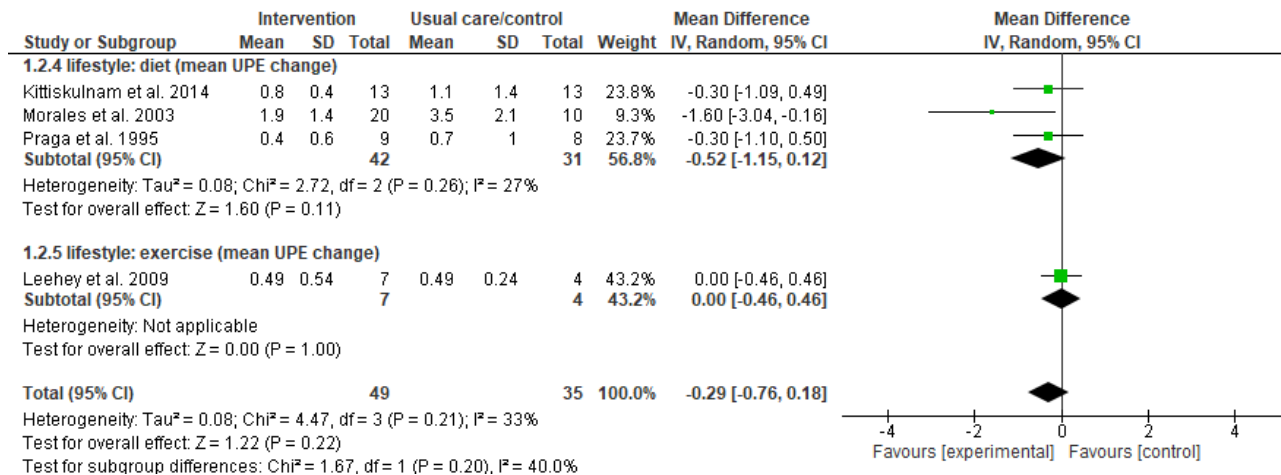 Intervention Usual care/control Mean Difference Mean Difference
Study or Subgroup Mean SD Total Mean SD Total Weight IV, Random, 95% CI IV, Random, 95% CI
1.2.4 lifestyle: diet (mean UPE change)
Kittiskulnam et al. 2014 0.8 0.4 13 1.1 1.4 13 23.8% -0.30 [-1.09, 0.49]
Morales et al. 2003 1.9 1.4 20 3.5 2.1 10 9.3% -1.60 [-3.04, -0.16]
Praga et al. 1995 0.4 0.6 9 0.7 1 8 23.7% -0.30 [-1.10, 0.50]
Subtotal (95% CI) 42 31 56.8% -0.52 [-1.15, 0.12]
Heterogeneity: Tau² = 0.08; Chi² = 2.72, df = 2 (P = 0.26); I² = 27%
Test for overall effect: Z = 1.60 (P = 0.11)
1.2.5 lifestyle: exercise (mean UPE change)
Leehey et al. 2009 0.49 0.54 7 0.49 0.24 4 43.2% 0.00 [-0.46, 0.46]
Subtotal (95% CI) 7 4 43.2% 0.00 [-0.46, 0.46]
Heterogeneity: Not applicable
Test for overall effect: Z = 0.00 (P = 1.00)
Total (95% CI) 49 35 100.0% -0.29 [-0.76, 0.18]
Heterogeneity: Tau² = 0.08; Chi² = 4.47, df = 3 (P = 0.21); I² = 33%
Test for overall effect: Z = 1.22 (P = 0.22)
Test for subgroup differences: Chi² = 1.67, df = 1 (P = 0.20), I² = 40.0%
-4 -2 0 2 4
Favours [experimental] Favours [control]